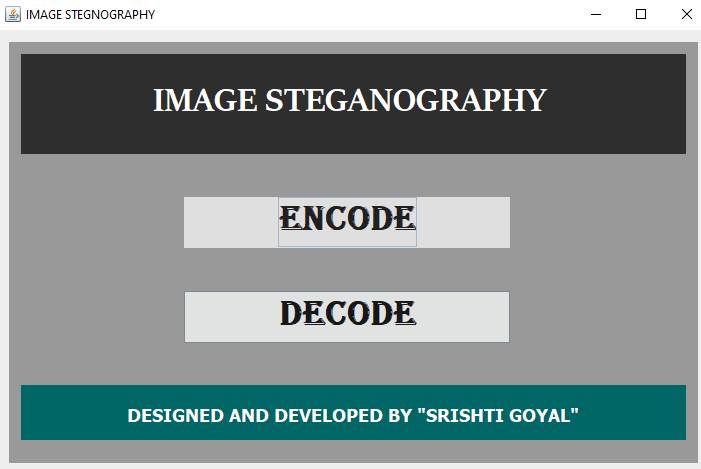 IMAGE STEGNOGRAPHY
IMAGE STEGANOGRAPHY
ENCODE
DECODE
DESIGNED AND DEVELOPED BY "SRISHTI GOYAL"